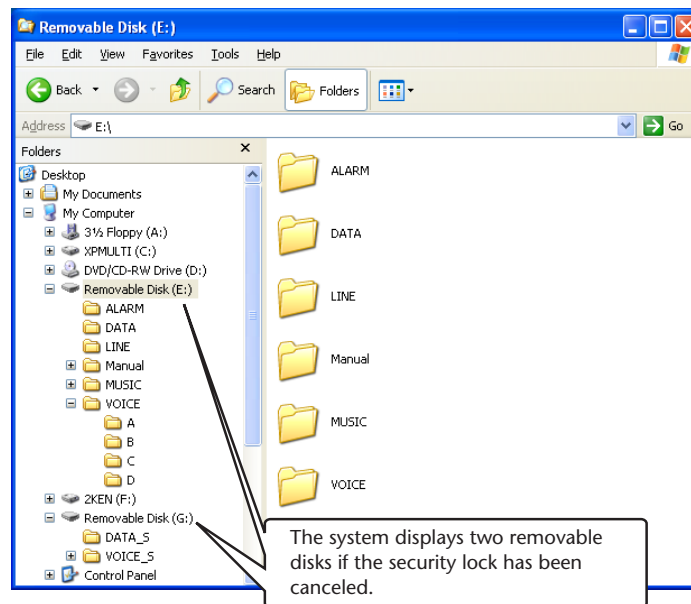 Removable Disk (E:)
File Edit View Favorites Tools Help
Back Search Folders
Address E:\ Go
Folders
Desktop
My Documents
My Computer
3½ Floppy (A:)
XPMULTI (C:)
DVD/CD-RW Drive (D:)
Removable Disk (E:)
ALARM
DATA
LINE
Manual
MUSIC
VOICE
A
B
C
D
2KEN (F:)
Removable Disk (G:)
DATA_S
VOICE_S
Control Panel
ALARM
DATA
LINE
Manual
MUSIC
VOICE
The system displays two removable
disks if the security lock has been
canceled.